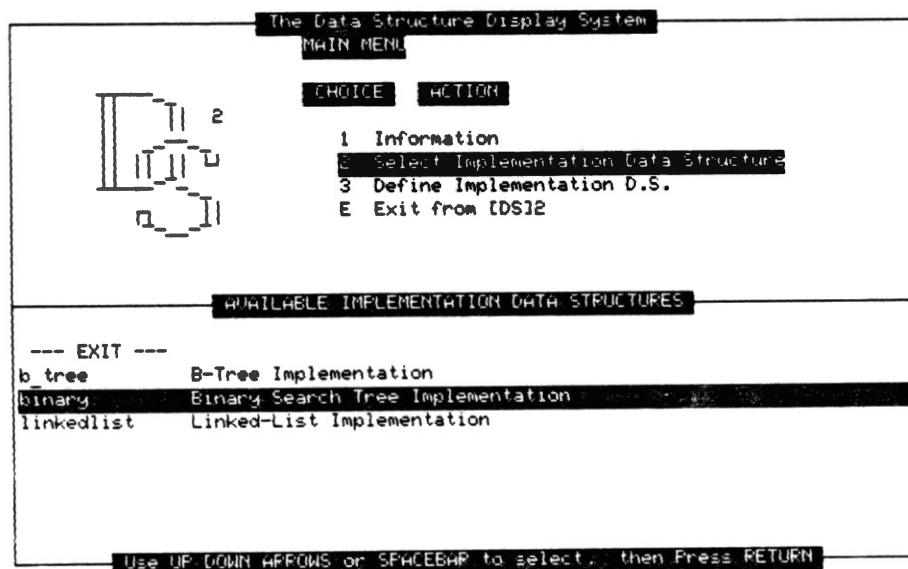 The Data Structure Display System
MAIN MENU
CHOICE ACTION
2
1 Information
2 Select Implementation Data Structure
3 Define Implementation D.S.
E Exit from [DS]2
AVAILABLE IMPLEMENTATION DATA STRUCTURES
--- EXIT ---
b_tree B-Tree Implementation
binary Binary Search Tree Implementation
linkedlist Linked-List Implementation
Use UP DOWN ARROWS or SPACEBAR to select, then Press RETURN